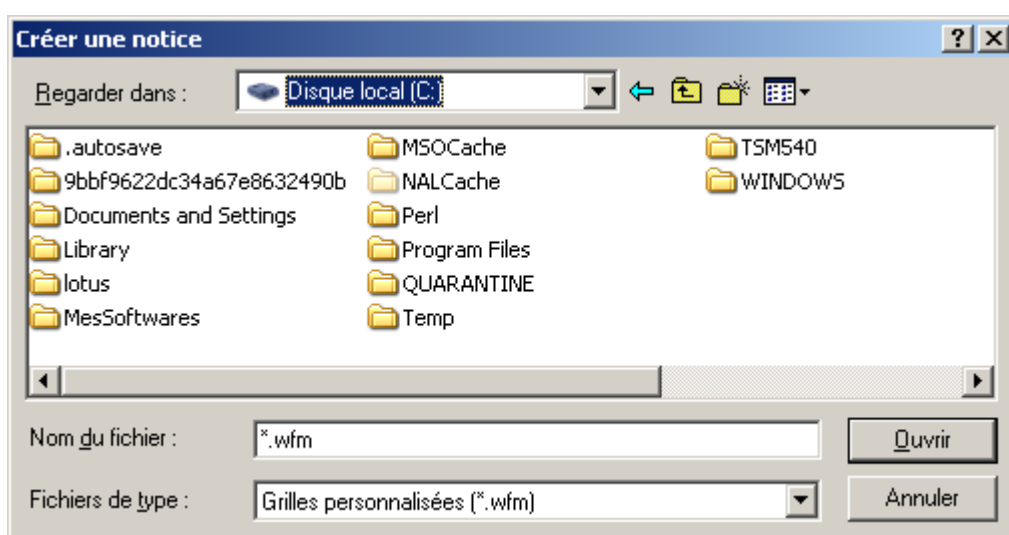 Créer une notice
Regarder dans :
Disque local (C:)
.autosave
9bbf9622dc34a67e8632490b
Documents and Settings
Library
lotus
MesSoftwares
MSOCache
NALCache
Perl
Program Files
QUARANTINE
Temp
TSM540
WINDOWS
Nom du fichier :
*.wfm
Ouvrir
Fichiers de type :
Grilles personnalisées (*.wfm)
Annuler